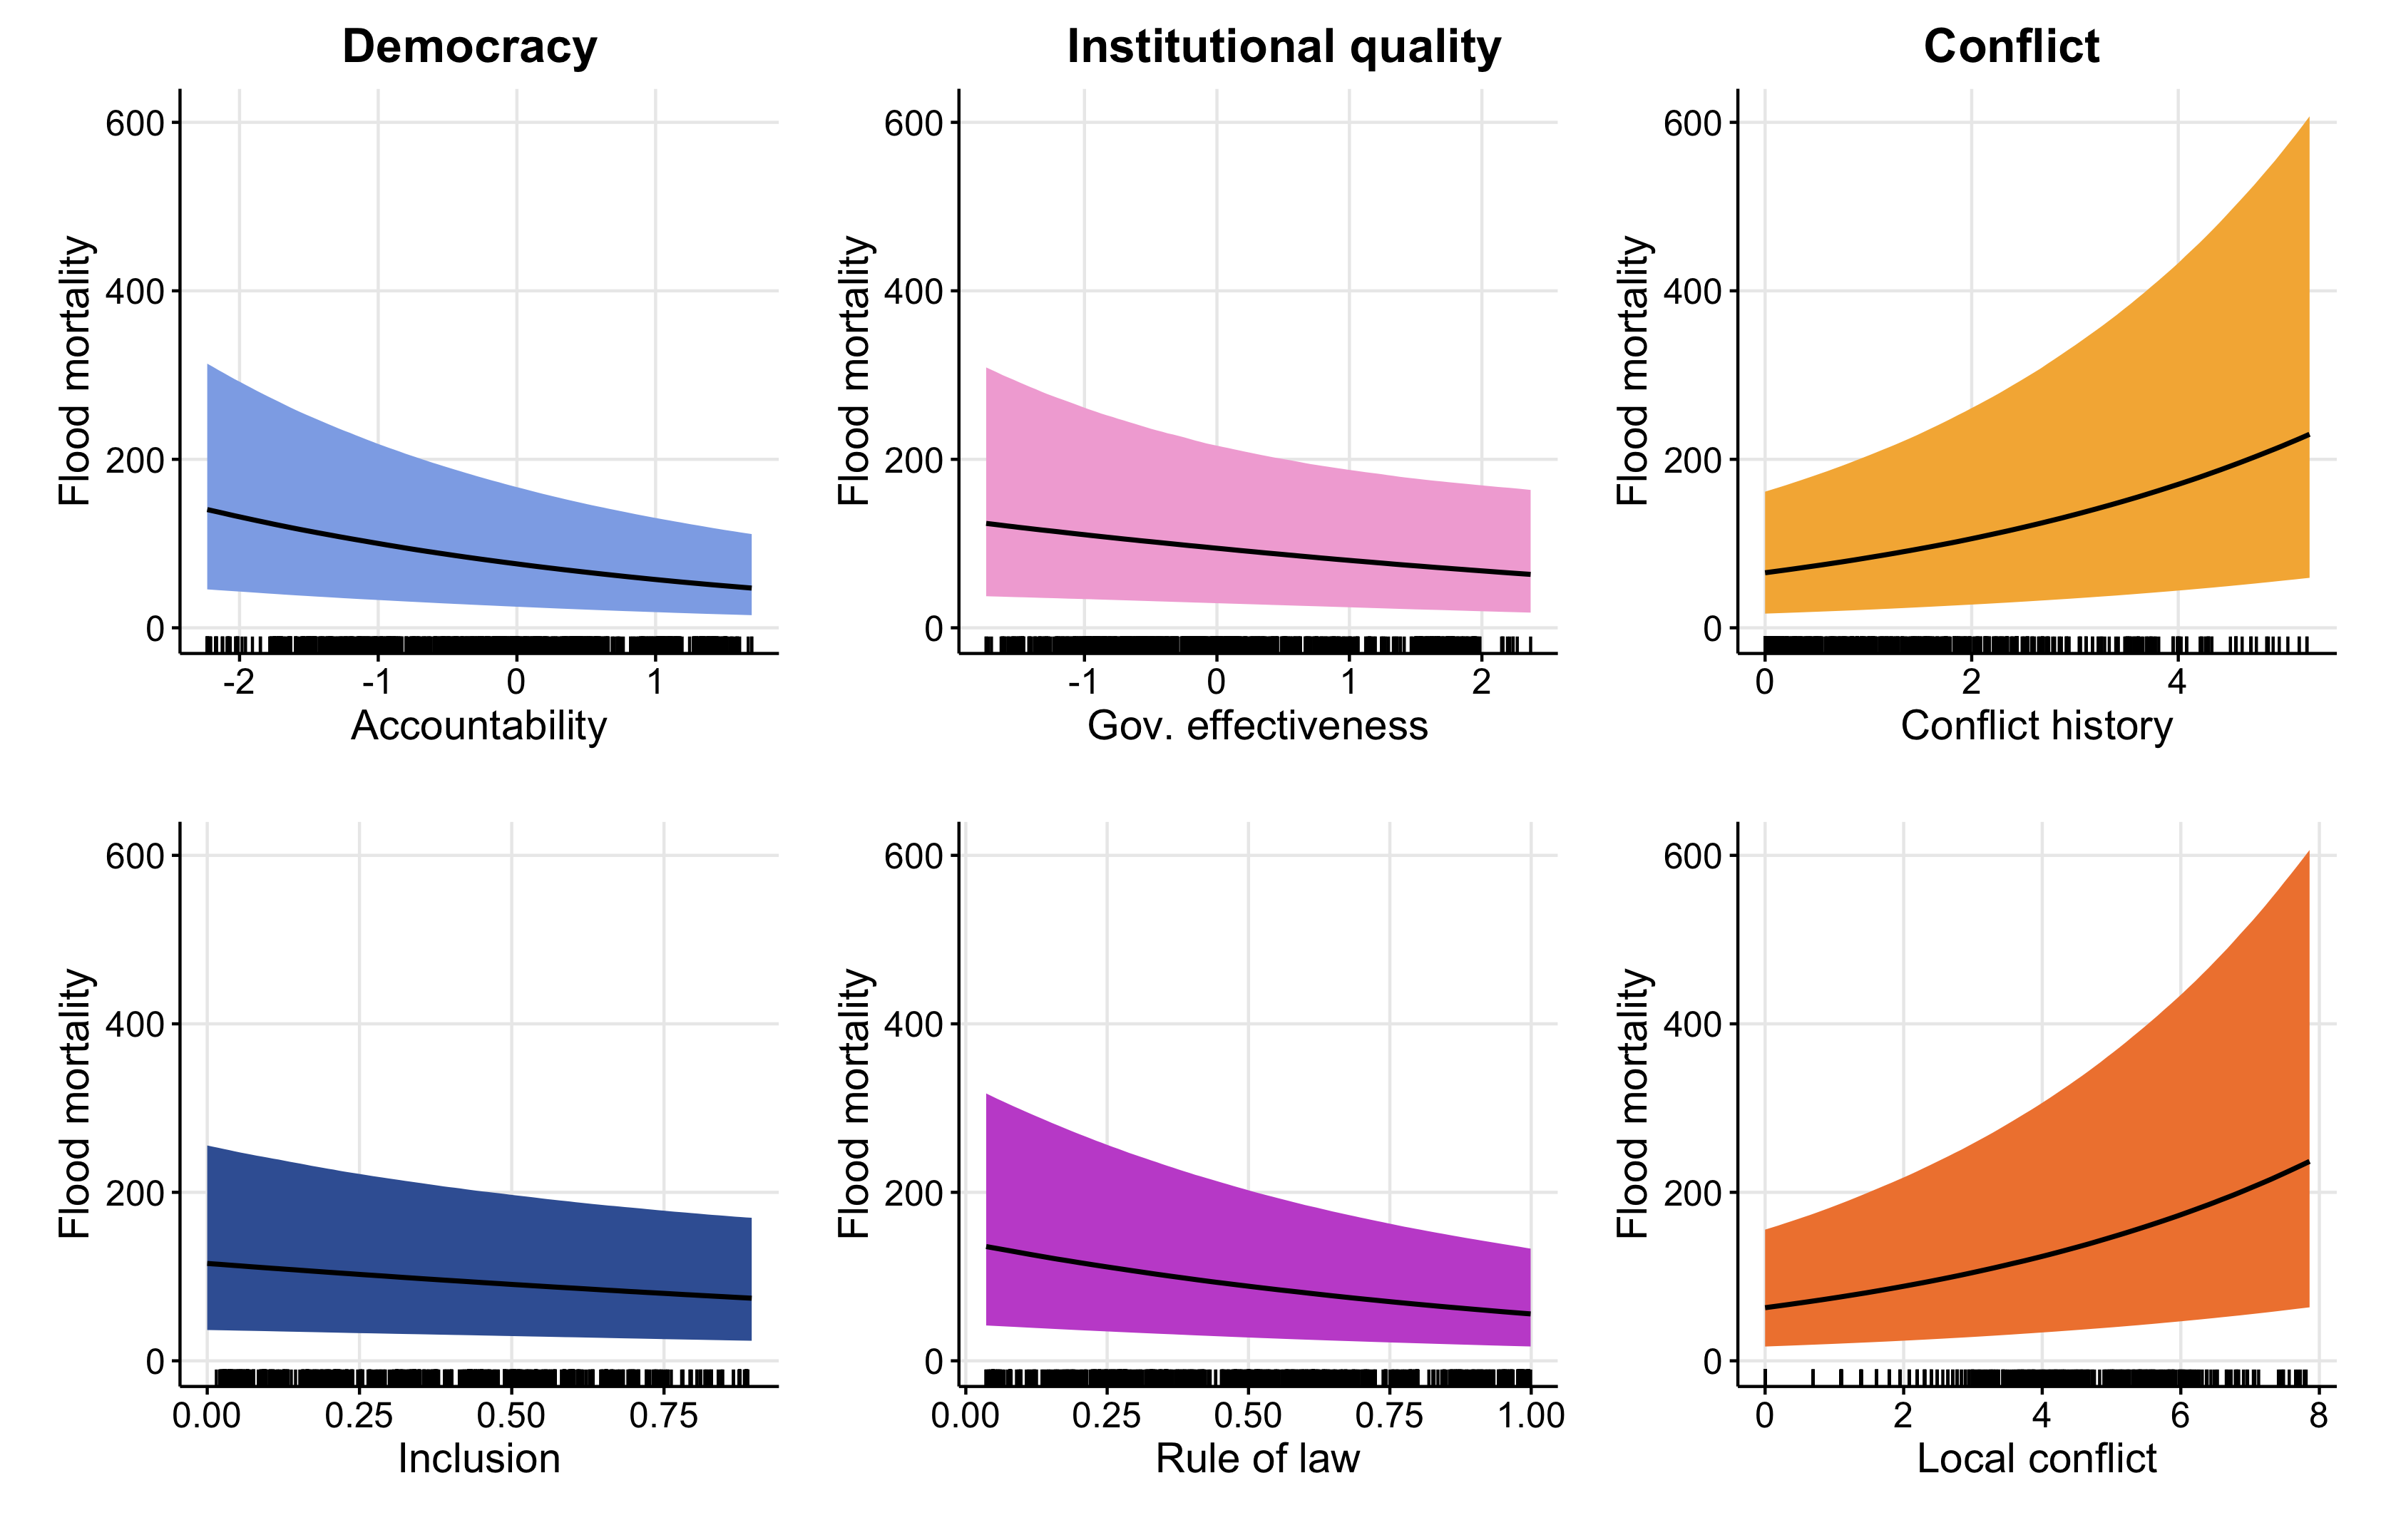 Democracy
Institutional quality
Conflict
600
400
200
0
Flood mortality
-2 -1 0 1
Accountability
600
400
200
0
Flood mortality
-1 0 1 2
Gov. effectiveness
600
400
200
0
Flood mortality
0 2 4
Conflict history
600
400
200
0
Flood mortality
0.00 0.25 0.50 0.75
Inclusion
600
400
200
0
Flood mortality
0.00 0.25 0.50 0.75 1.00
Rule of law
600
400
200
0
Flood mortality
0 2 4 6 8
Local conflict